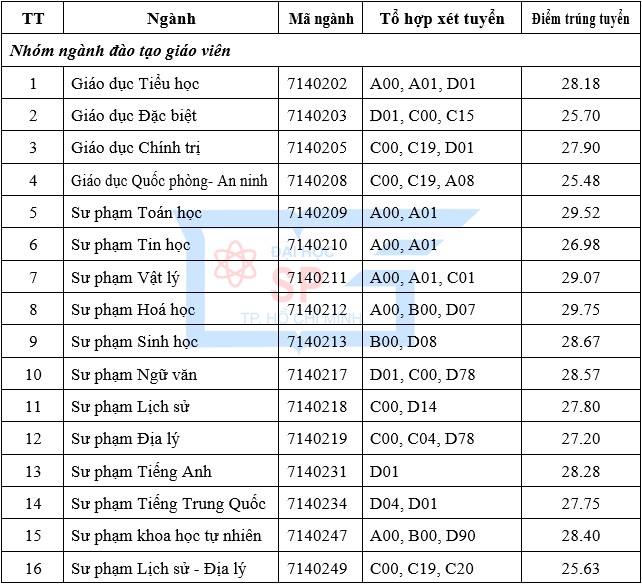 TT Ngành Mã ngành Tổ hợp xét tuyển Điểm trúng tuyển
Nhóm ngành đào tạo giáo viên
1 Giáo dục Tiểu học 7140202 A00, A01, D01 28.18
2 Giáo dục Đặc biệt 7140203 D01, C00, C15 25.70
3 Giáo dục Chính trị 7140205 C00, C19, D01 27.90
4 Giáo dục Quốc phòng- An ninh 7140208 C00, C19, A08 25.48
5 Sư phạm Toán học 7140209 A00, A01 29.52
6 Sư phạm Tin học 7140210 A00, A01 26.98
7 Sư phạm Vật lý 7140211 A00, A01, C01 29.07
8 Sư phạm Hoá học 7140212 A00, B00, D07 29.75
9 Sư phạm Sinh học 7140213 B00, D08 28.67
10 Sư phạm Ngữ văn 7140217 D01, C00, D78 28.57
11 Sư phạm Lịch sử 7140218 C00, D14 27.80
12 Sư phạm Địa lý 7140219 C00, C04, D78 27.20
13 Sư phạm Tiếng Anh 7140231 D01 28.28
14 Sư phạm Tiếng Trung Quốc 7140234 D04, D01 27.75
15 Sư phạm khoa học tự nhiên 7140247 A00, B00, D90 28.40
16 Sư phạm Lịch sử - Địa lý 7140249 C00, C19, C20 25.63
ĐẠI HỌC
SP
TP. HỒ CHÍ MINH